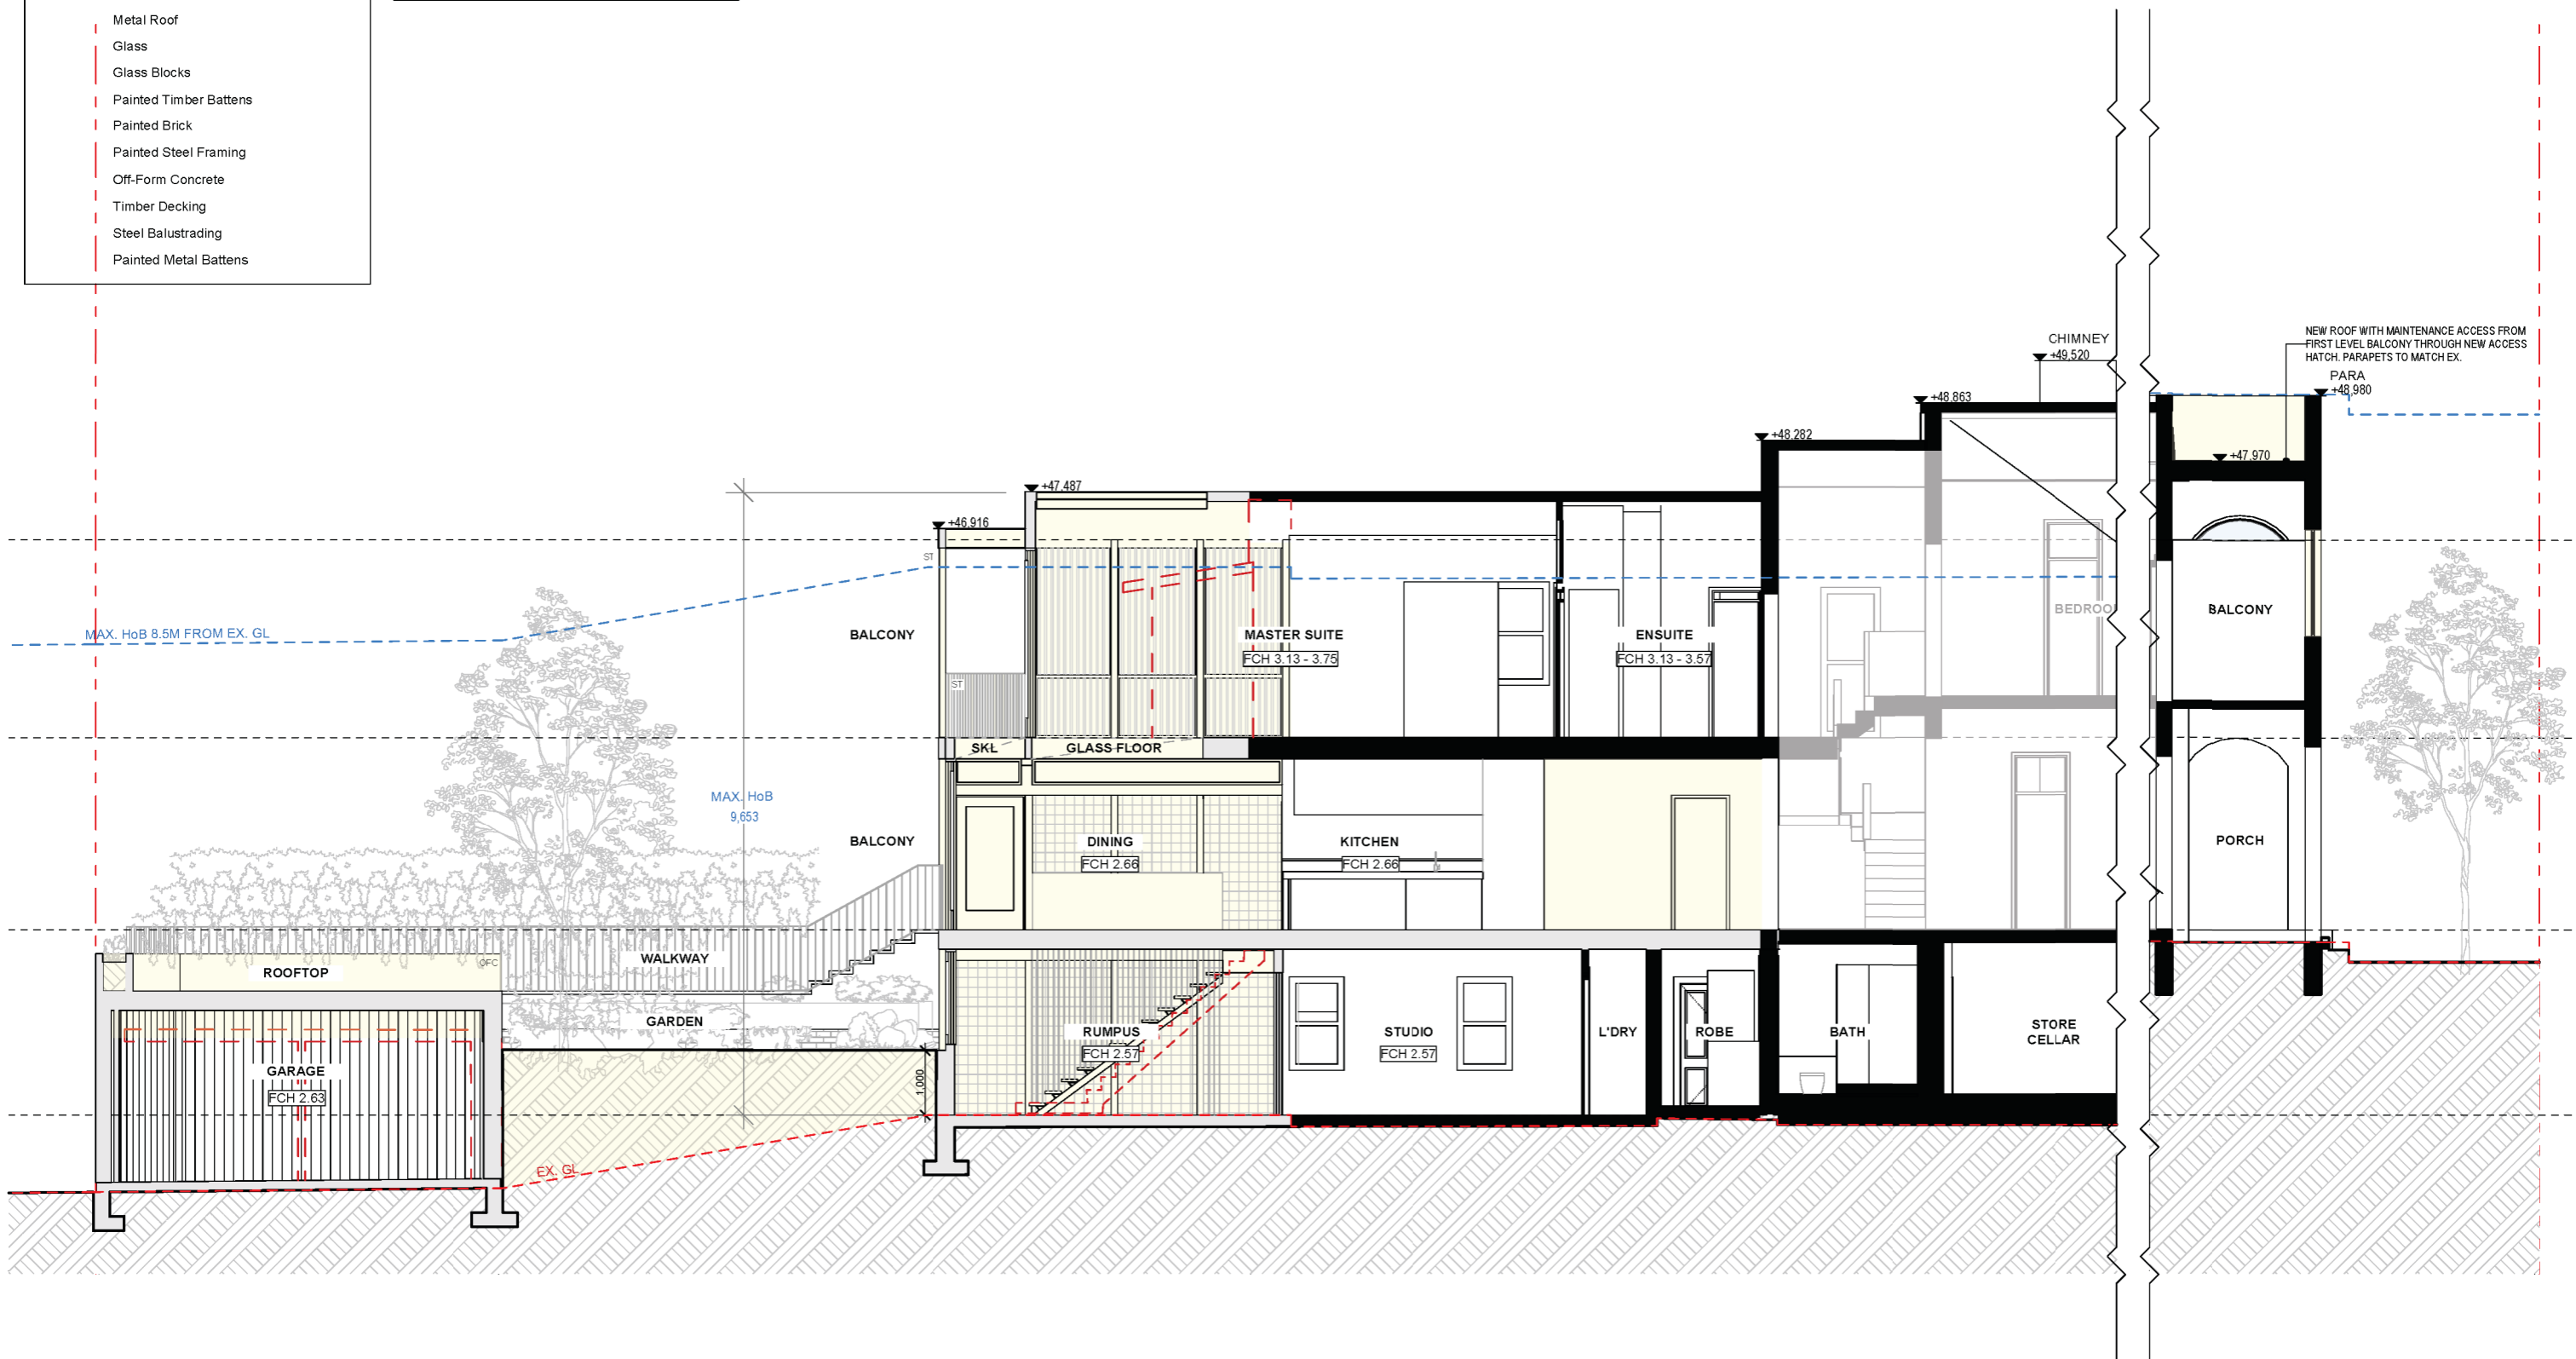 Metal Roof
Glass
Glass Blocks
Painted Timber Battens
Painted Brick
Painted Steel Framing
Off-Form Concrete
Timber Decking
Steel Balustrading
Painted Metal Battens
CHIMNEY
+49,520
NEW ROOF WITH MAINTENANCE ACCESS FROM
FIRST LEVEL BALCONY THROUGH NEW ACCESS
HATCH. PARAPETS TO MATCH EX.
PARA
+48,980
+48,863
+48,282
+47,970
+47,487
+46,916
ST
MAX. HoB 8.5M FROM EX. GL
BALCONY
ST
MASTER SUITE
FCH 3.13 - 3.75
ENSUITE
FCH 3.13 - 3.57
BEDROO
BALCONY
SKL
GLASS FLOOR
MAX. HoB
9,653
BALCONY
DINING
FCH 2.66
KITCHEN
FCH 2.66
PORCH
ROOFTOP
OFC
WALKWAY
GARDEN
GARAGE
FCH 2.63
1,000
RUMPUS
FCH 2.57
STUDIO
FCH 2.57
L'DRY
ROBE
BATH
STORE
CELLAR
EX. GL